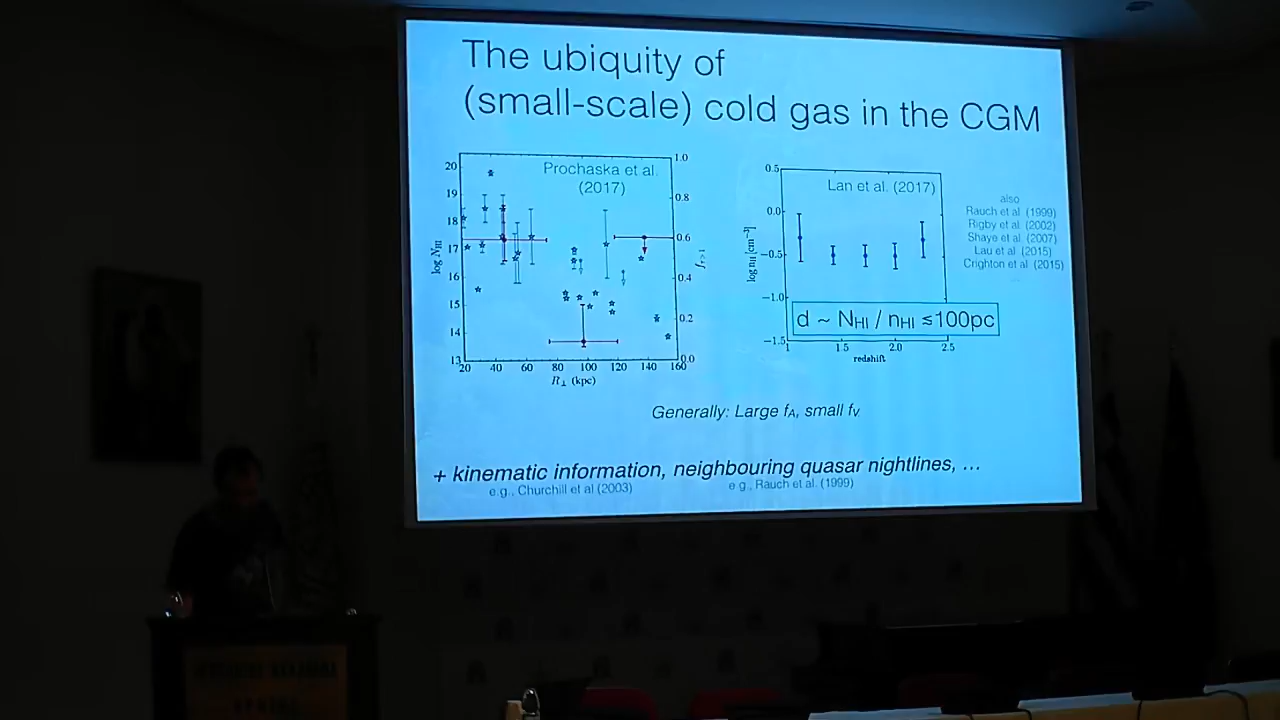 The ubiquity of
(small-scale) cold gas in the CGM
Prochaska et al.
(2017)
20
19
18
17
16
15
14
13
log N_HI
1.0
0.8
0.6
0.4
0.2
0.0
20 40 60 80 100 120 140 160
R⊥ (kpc)
Lan et al. (2017)
0.5
0.0
−0.5
−1.0
−1.5
log n_H [cm⁻³]
1 1.5 2.0 2.5
redshift
d ~ NHI / nHI ≲100pc
also
Rauch et al (1999)
Rigby et al. (2002)
Shaye et al. (2007)
Lau et al. (2015)
Crighton et al. (2015)
...
Generally: Large fA, small fV
+ kinematic information, neighbouring quasar nightlines, …
e.g., Churchill et al (2003)
e.g., Rauch et al. (1999)